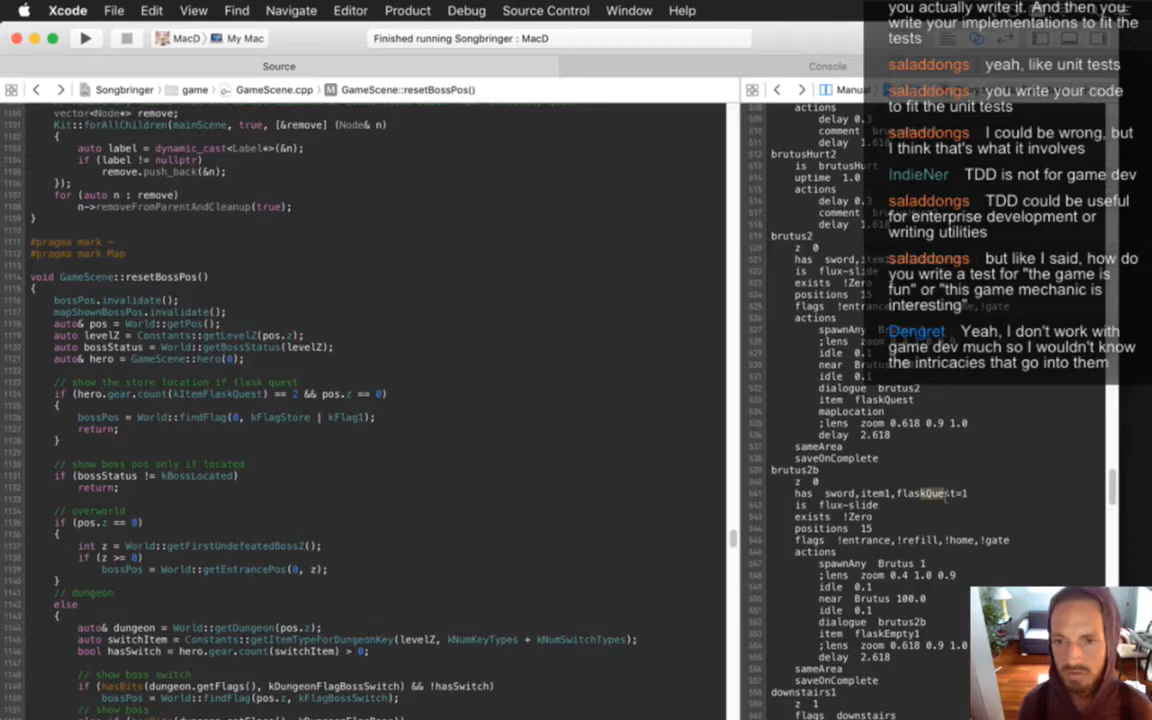 Xcode File Edit View Find Navigate Editor Product Debug Source Control Window Help
MacD My Mac
Finished running Songbringer : MacD
Source
Console
Songbringer game GameScene.cpp GameScene::resetBossPos()
vector<Node*> remove;
Kit::forAllChildren(mainScene, true, [&remove] (Node& n)
{
auto label = dynamic_cast<Label*>(&n);
if (label != nullptr)
remove.push_back(&n);
});
for (auto n : remove)
n->removeFromParentAndCleanup(true);
}
#pragma mark -
#pragma mark Map
void GameScene::resetBossPos()
{
bossPos.invalidate();
mapShownBossPos.invalidate();
auto& pos = World::getPos();
auto levelZ = Constants::getLevelZ(pos.z);
auto bossStatus = World::getBossStatus(levelZ);
auto& hero = GameScene::hero(0);
// show the store location if flask quest
if (hero.gear.count(kItemFlaskQuest) == 2 && pos.z == 0)
{
bossPos = World::findFlag(0, kFlagStore | kFlag1);
return;
}
// show boss pos only if located
if (bossStatus != kBossLocated)
return;
// overworld
if (pos.z == 0)
{
int z = World::getFirstUndefeatedBossZ();
if (z >= 0)
bossPos = World::getEntrancePos(0, z);
}
// dungeon
else
{
auto& dungeon = World::getDungeon(pos.z);
auto switchItem = Constants::getItemTypeForDungeonKey(levelZ, kNumKeyTypes + kNumSwitchTypes);
bool hasSwitch = hero.gear.count(switchItem) > 0;
// show boss switch
if (hasBits(dungeon.getFlags(), kDungeonFlagBossSwitch) && !hasSwitch)
bossPos = World::findFlag(pos.z, kFlagBossSwitch);
// show boss
Manual
actions
delay 0.3
comment
delay 1.61
brutusHurt2
is brutusHurt
uptime 1.0
actions
delay 0.3
comment
delay 1.618
brutus2
z 0
has sword,item1
is flux-slide
exists !Zero
positions 15
flags !entrance
actions
spawnAny B
;lens zoom
idle 0.1
near Brutus
idle 0.1
dialogue brutus2
item flaskQuest
mapLocation
;lens zoom 0.618 0.9 1.0
delay 2.618
sameArea
saveOnComplete
brutus2b
z 0
has sword,item1,flaskQuest=1
is flux-slide
exists !Zero
positions 15
flags !entrance,!refill,!home,!gate
actions
spawnAny Brutus 1
;lens zoom 0.4 1.0 0.9
idle 0.1
near Brutus 100.0
idle 0.1
dialogue brutus2b
item flaskEmpty1
;lens zoom 0.618 0.9 1.0
delay 2.618
sameArea
saveOnComplete
downstairs1
z 1
flags downstairs
you actually write it. And then you
write your implementations to fit the
tests
saladdongs yeah, like unit tests
saladdongs you write your code
to fit the unit tests
saladdongs I could be wrong, but
I think that's what it involves
IndieNer TDD is not for game dev
saladdongs TDD could be useful
for enterprise development or
writing utilities
saladdongs but like I said, how do
you write a test for "the game is
fun" or "this game mechanic is
interesting"
Dengret Yeah, I don't work with
game dev much so I wouldn't know
the intricacies that go into them